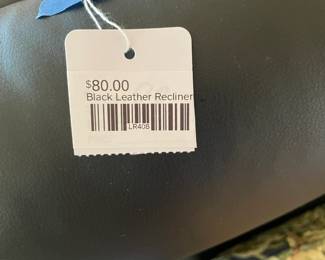 $80.00
Black Leather Recliner
LR408